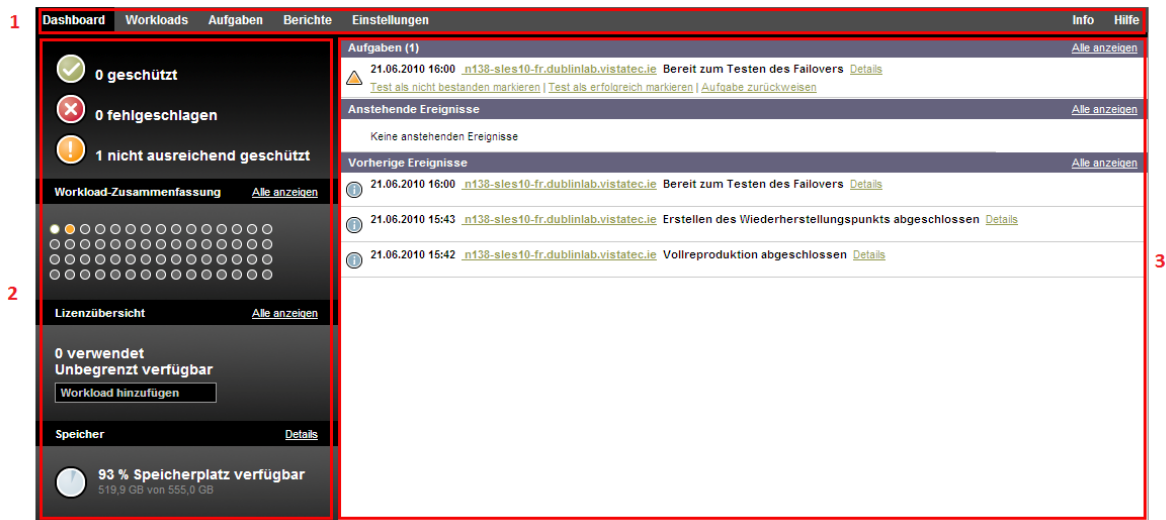 1
Dashboard Workloads Aufgaben Berichte Einstellungen Info Hilfe
0 geschützt
0 fehlgeschlagen
1 nicht ausreichend geschützt
Workload-Zusammenfassung Alle anzeigen
2
Lizenzübersicht Alle anzeigen
0 verwendet
Unbegrenzt verfügbar
Workload hinzufügen
Speicher Details
93 % Speicherplatz verfügbar
519,9 GB von 555,0 GB
Aufgaben (1) Alle anzeigen
21.06.2010 16:00 n138-sles10-fr.dublinlab.vistatec.ie Bereit zum Testen des Failovers Details
Test als nicht bestanden markieren | Test als erfolgreich markieren | Aufgabe zurückweisen
Anstehende Ereignisse Alle anzeigen
Keine anstehenden Ereignisse
Vorherige Ereignisse Alle anzeigen
21.06.2010 16:00 n138-sles10-fr.dublinlab.vistatec.ie Bereit zum Testen des Failovers Details
21.06.2010 15:43 n138-sles10-fr.dublinlab.vistatec.ie Erstellen des Wiederherstellungspunkts abgeschlossen Details
21.06.2010 15:42 n138-sles10-fr.dublinlab.vistatec.ie Vollreproduktion abgeschlossen Details
3